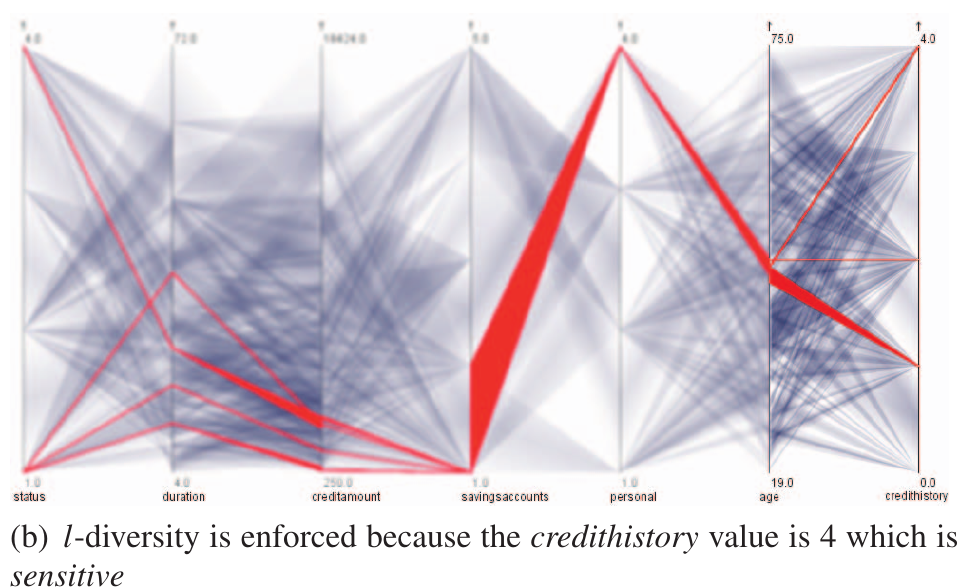 4.0 72.0 18424.0 5.0 4.0 75.0 4.0
1.0 4.0 250.0 1.0 1.0 19.0 0.0
status duration creditamount savingsaccounts personal age credithistory
(b) l-diversity is enforced because the credithistory value is 4 which is
sensitive